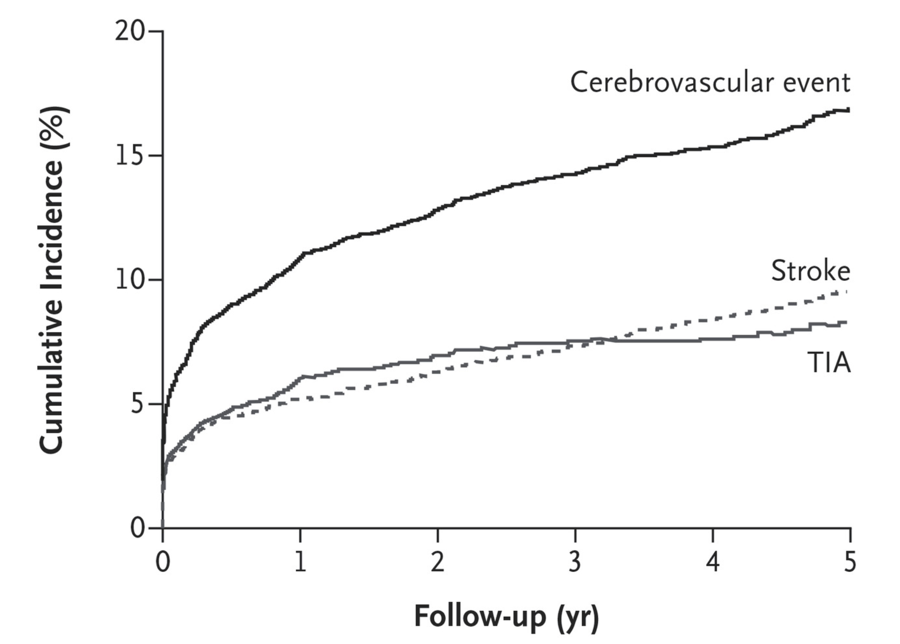 20
Cerebrovascular event
15
10
Stroke
TIA
5
0
0 1 2 3 4 5
Cumulative Incidence (%)
Follow-up (yr)